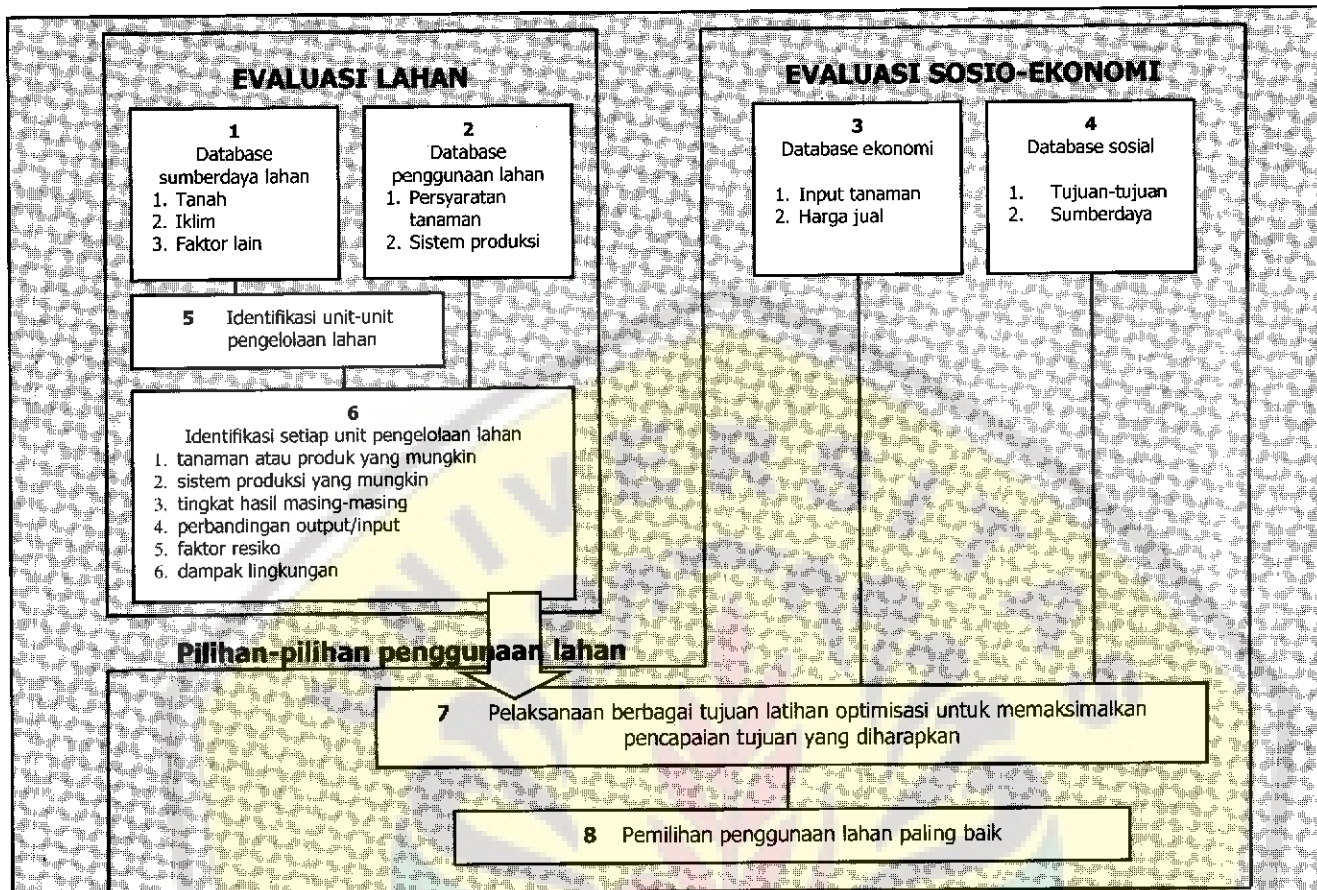 EVALUASI LAHAN
1
Database
sumberdaya lahan
1. Tanah
2. Iklim
3. Faktor lain
2
Database
penggunaan lahan
1. Persyaratan
tanaman
2. Sistem produksi
5 Identifikasi unit-unit
pengelolaan lahan
6
Identifikasi setiap unit pengelolaan lahan
1. tanaman atau produk yang mungkin
2. sistem produksi yang mungkin
3. tingkat hasil masing-masing
4. perbandingan output/input
5. faktor resiko
6. dampak lingkungan
EVALUASI SOSIO-EKONOMI
3
Database ekonomi
1. Input tanaman
2. Harga jual
4
Database sosial
1. Tujuan-tujuan
2. Sumberdaya
Pilihan-pilihan penggunaan lahan
7 Pelaksanaan berbagai tujuan latihan optimisasi untuk memaksimalkan
pencapaian tujuan yang diharapkan
8 Pemilihan penggunaan lahan paling baik